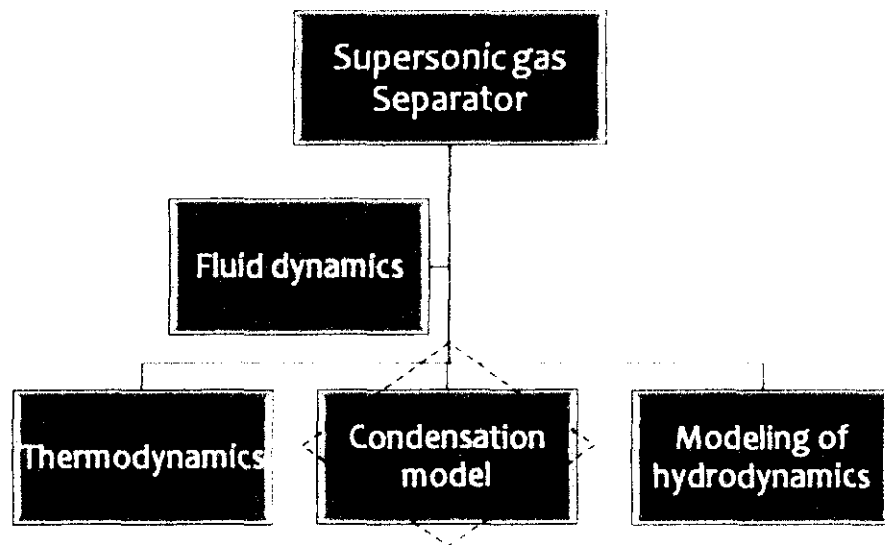 Supersonic gas
Separator
Fluid dynamics
Thermodynamics
Condensation
model
Modeling of
hydrodynamics